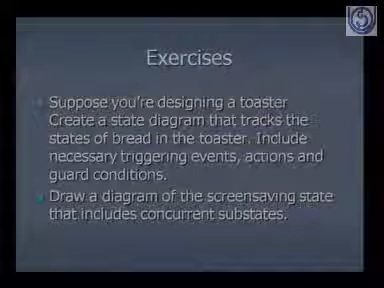 Exercises
Suppose you're designing a toaster
Create a state diagram that tracks the
states of bread in the toaster. Include
necessary triggering events, actions and
guard conditions.
Draw a diagram of the screensaving state
that includes concurrent substates.